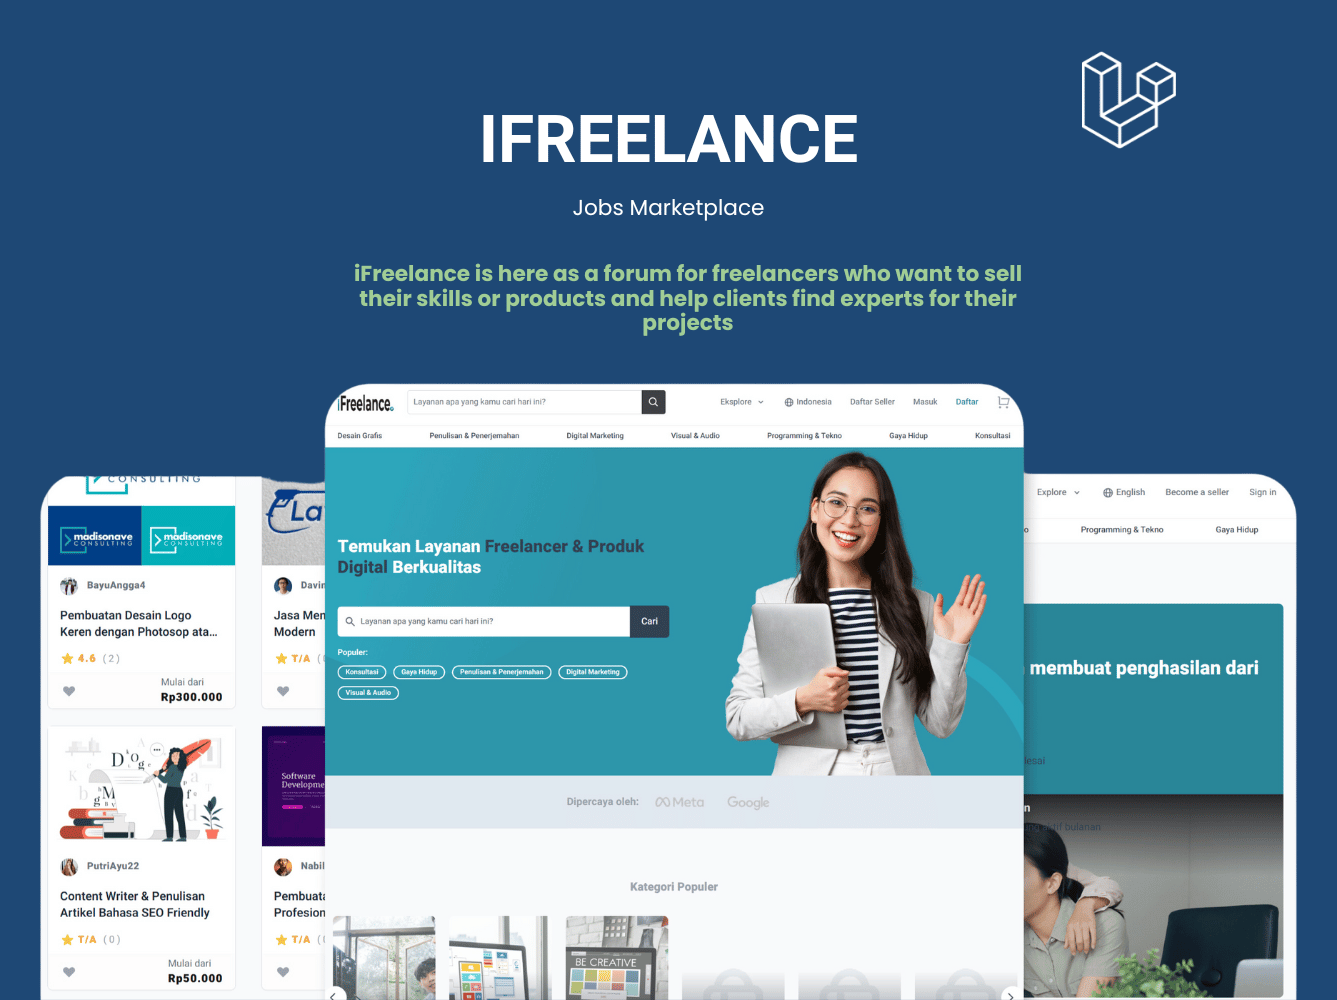 IFREELANCE
Jobs Marketplace
iFreelance is here as a forum for freelancers who want to sell
their skills or products and help clients find experts for their
projects
iFreelance.
Layanan apa yang kamu cari hari ini?
Eksplore
Indonesia
Daftar Seller
Masuk
Daftar
Desain Grafis
Penulisan & Penerjemahan
Digital Marketing
Visual & Audio
Programming & Tekno
Gaya Hidup
Konsultasi
Temukan Layanan Freelancer & Produk
Digital Berkualitas
Layanan apa yang kamu cari hari ini?
Cari
Populer:
Konsultasi
Gaya Hidup
Penulisan & Penerjemahan
Digital Marketing
Visual & Audio
Dipercaya oleh:
Meta
Google
Kategori Populer
BE CREATIVE
CONSULTING
madisonave
CONSULTING
madisonave
CONSULTING
BayuAngga4
Pembuatan Desain Logo
Keren dengan Photosop ata...
4.6 (2)
Mulai dari
Rp300.000
PutriAyu22
Content Writer & Penulisan
Artikel Bahasa SEO Friendly
T/A (0)
Mulai dari
Rp50.000
La
Davin
Jasa Men
Modern
T/A (
Software
Developme
Nabil
Pembuata
Profesion
T/A (
Explore
English
Become a seller
Sign in
o
Programming & Tekno
Gaya Hidup
membuat penghasilan dari
lesai
n
aktif bulanan